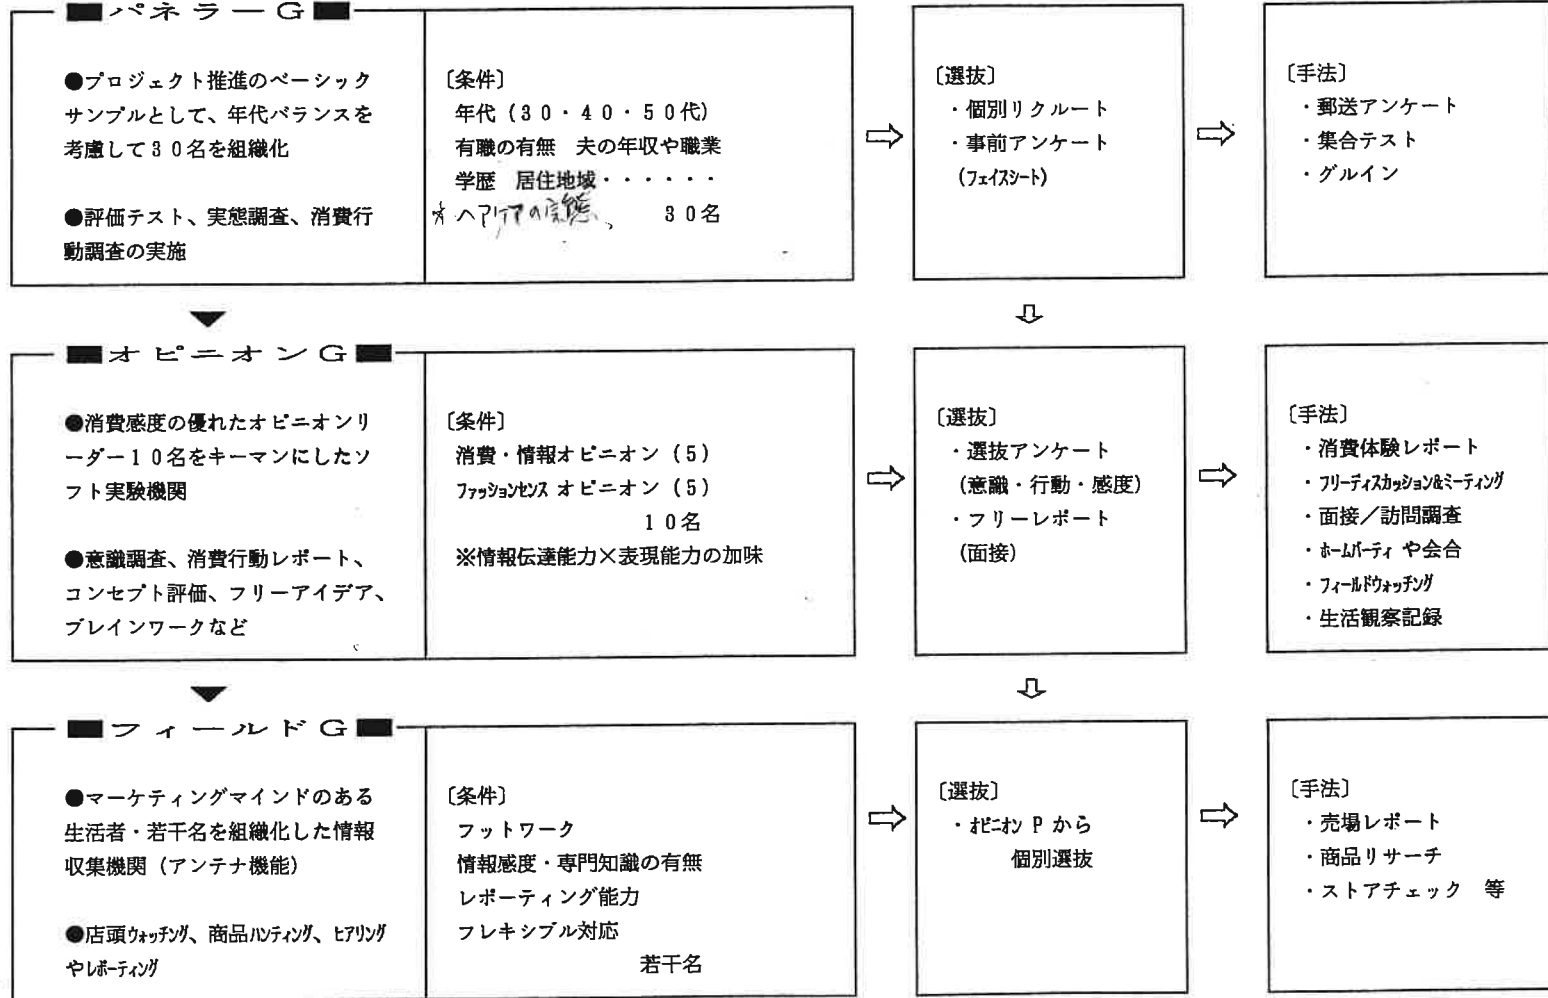 ■パネラーG■
●プロジェクト推進のベーシック
サンプルとして、年代バランスを
考慮して３０名を組織化
●評価テスト、実態調査、消費行
動調査の実施
〔条件〕
年代（３０・４０・５０代）
有職の有無　夫の年収や職業
学歴　居住地域・・・・・・
ヘアケアの実態、　３０名
〔選抜〕
・個別リクルート
・事前アンケート
（フェイスシート）
〔手法〕
・郵送アンケート
・集合テスト
・グルイン
■オピニオンG■
●消費感度の優れたオピニオンリ
ーダー１０名をキーマンにしたソ
フト実験機関
●意識調査、消費行動レポート、
コンセプト評価、フリーアイデア、
ブレインワークなど
〔条件〕
消費・情報オピニオン（５）
ファッションセンス オピニオン（５）
１０名
※情報伝達能力×表現能力の加味
〔選抜〕
・選抜アンケート
（意識・行動・感度）
・フリーレポート
（面接）
〔手法〕
・消費体験レポート
・フリーディスカッション&ミーティング
・面接／訪問調査
・ホームパーティ や会合
・フィールドウォッチング
・生活観察記録
■フィールドG■
●マーケティングマインドのある
生活者・若干名を組織化した情報
収集機関（アンテナ機能）
●店頭ウォッチング、商品ハンティング、ヒアリング
やレポーティング
〔条件〕
フットワーク
情報感度・専門知識の有無
レポーティング能力
フレキシブル対応
若干名
〔選抜〕
・オピニオン P から
個別選抜
〔手法〕
・売場レポート
・商品リサーチ
・ストアチェック　等